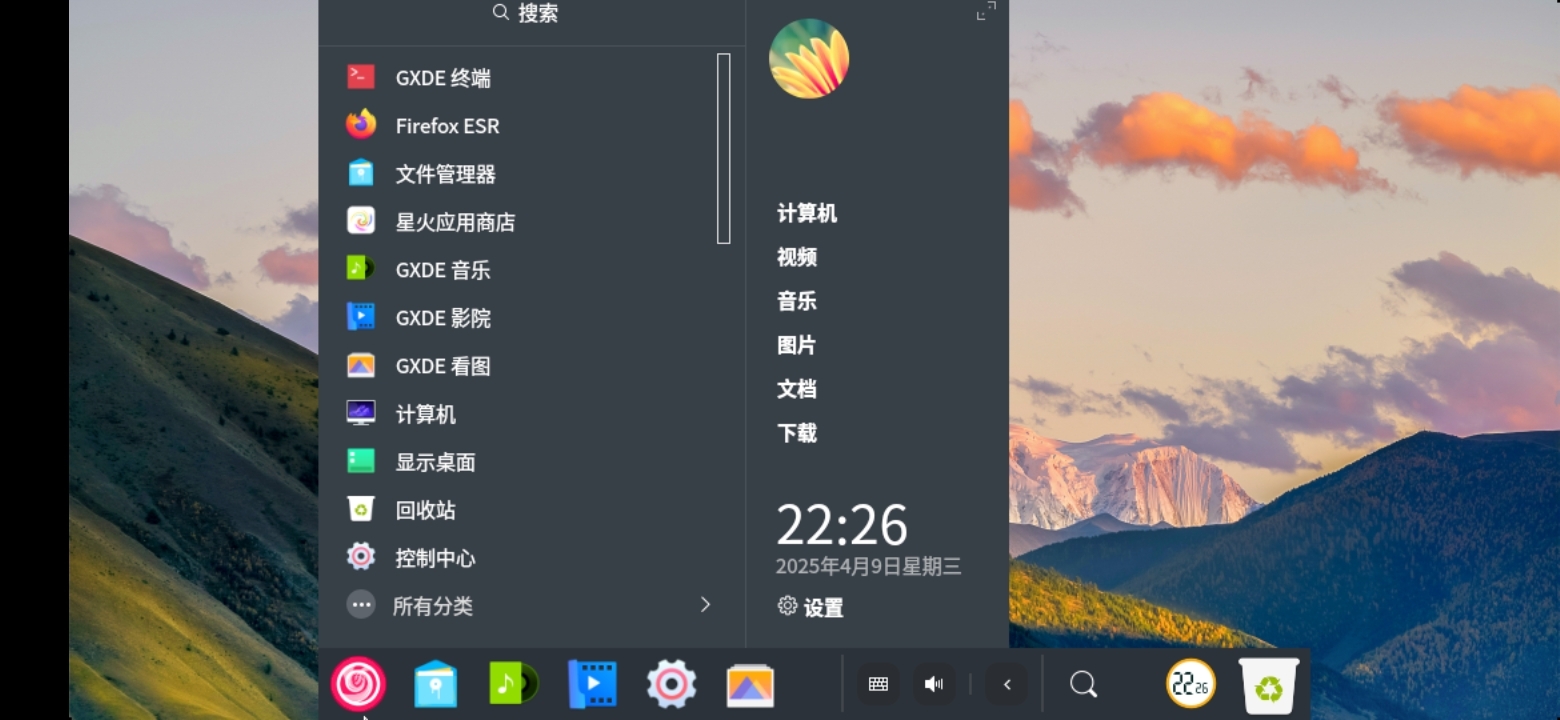 搜索
GXDE 终端
Firefox ESR
文件管理器
星火应用商店
GXDE 音乐
GXDE 影院
GXDE 看图
计算机
显示桌面
回收站
控制中心
所有分类
计算机
视频
音乐
图片
文档
下载
22:26
2025年4月9日星期三
设置
22 26